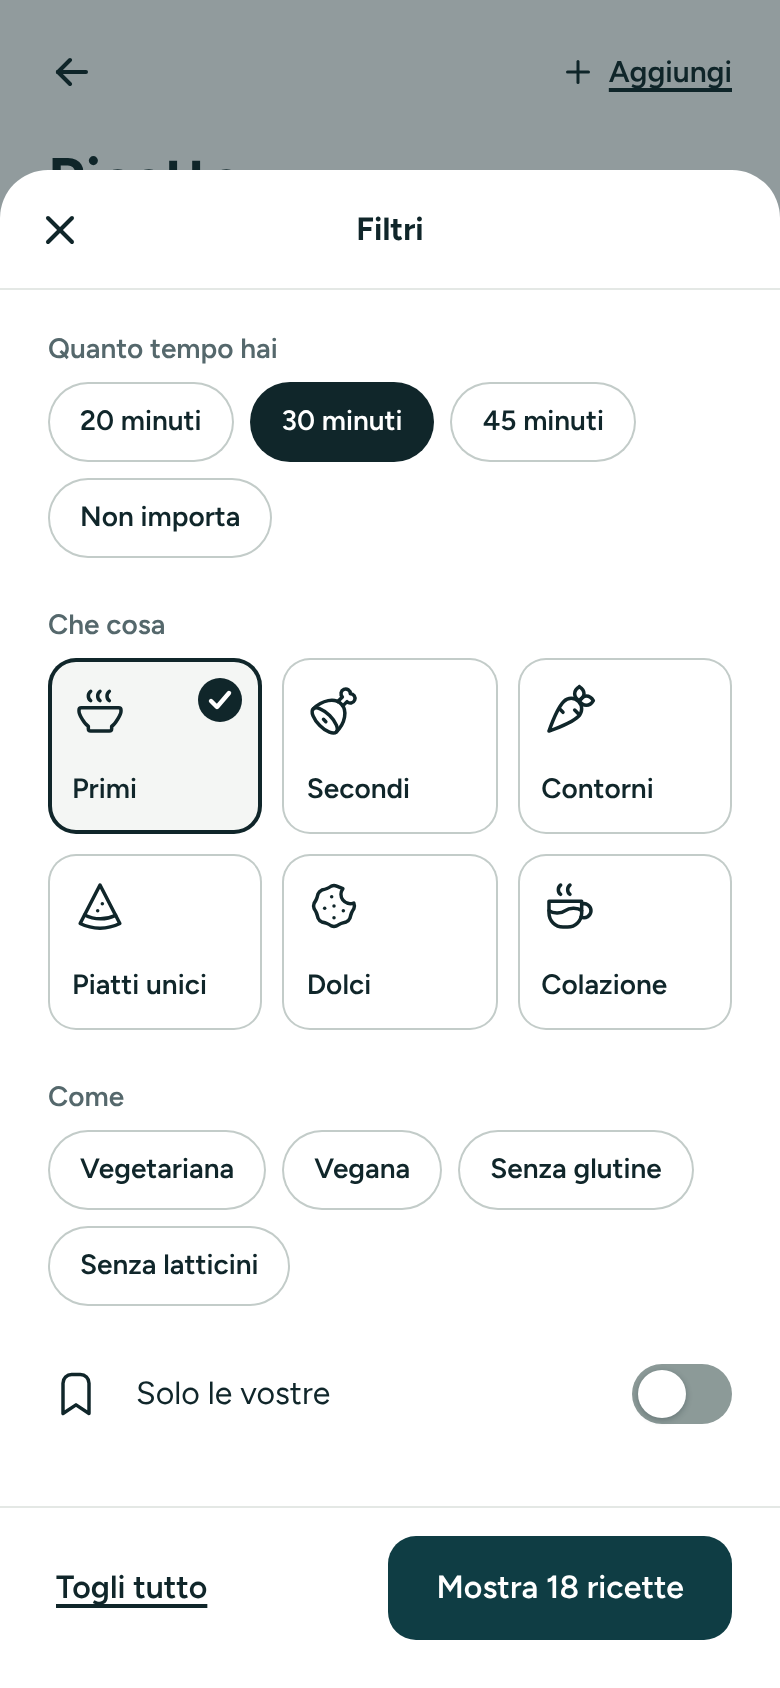 Aggiungi
Filtri
Quanto tempo hai
20 minuti
30 minuti
45 minuti
Non importa
Che cosa
Primi
Secondi
Contorni
Piatti unici
Dolci
Colazione
Come
Vegetariana
Vegana
Senza glutine
Senza latticini
Solo le vostre
Togli tutto
Mostra 18 ricette